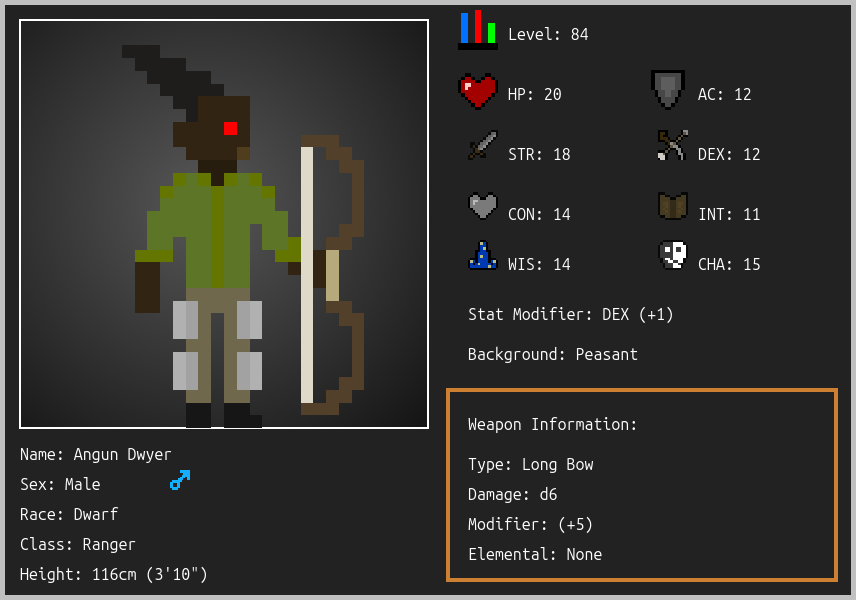 Level: 84
HP: 20
AC: 12
STR: 18
DEX: 12
CON: 14
INT: 11
WIS: 14
CHA: 15
Stat Modifier: DEX (+1)
Background: Peasant
Weapon Information:
Type: Long Bow
Damage: d6
Modifier: (+5)
Elemental: None
Name: Angun Dwyer
Sex: Male
Race: Dwarf
Class: Ranger
Height: 116cm (3'10")